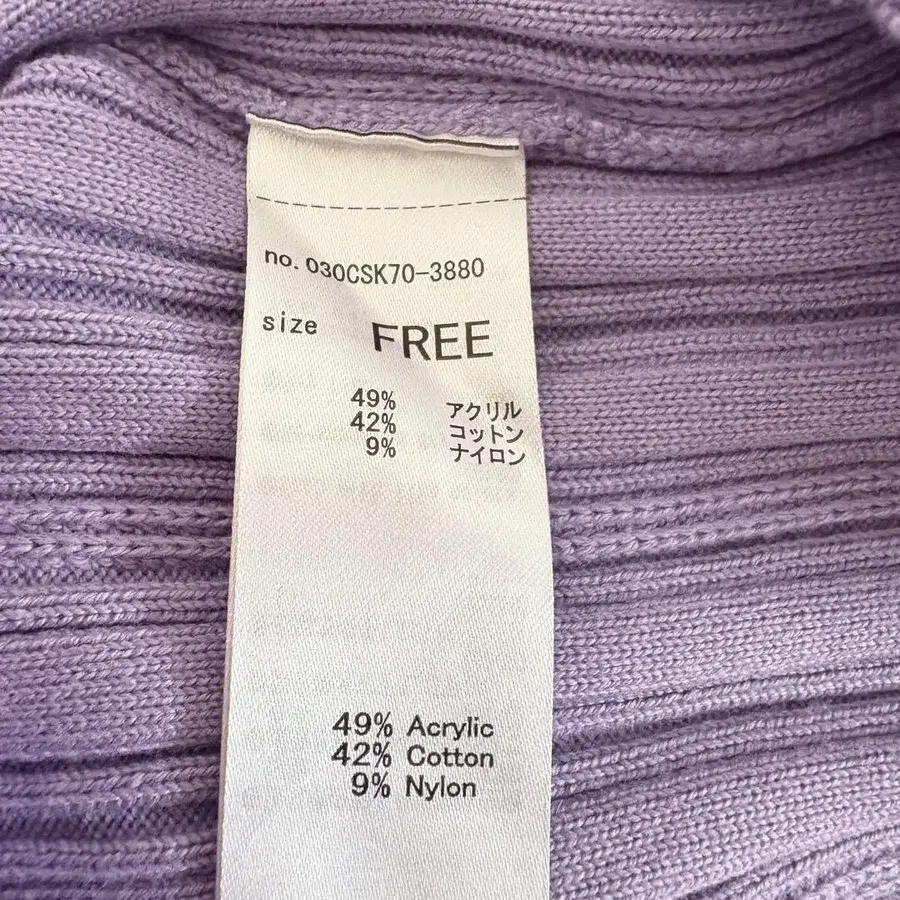 no. 030CSK70-3880
size FREE
49% アクリル
42% コットン
9% ナイロン
49% Acrylic
42% Cotton
9% Nylon